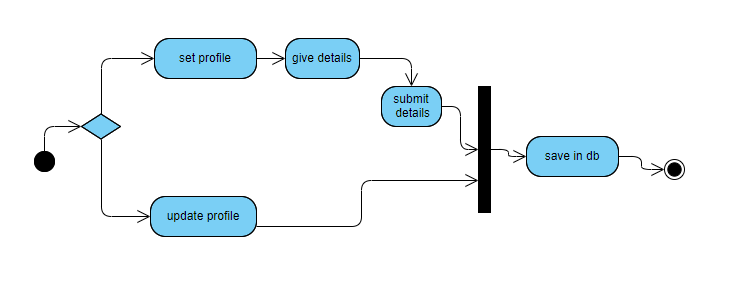 set profile
give details
submit
details
save in db
update profile